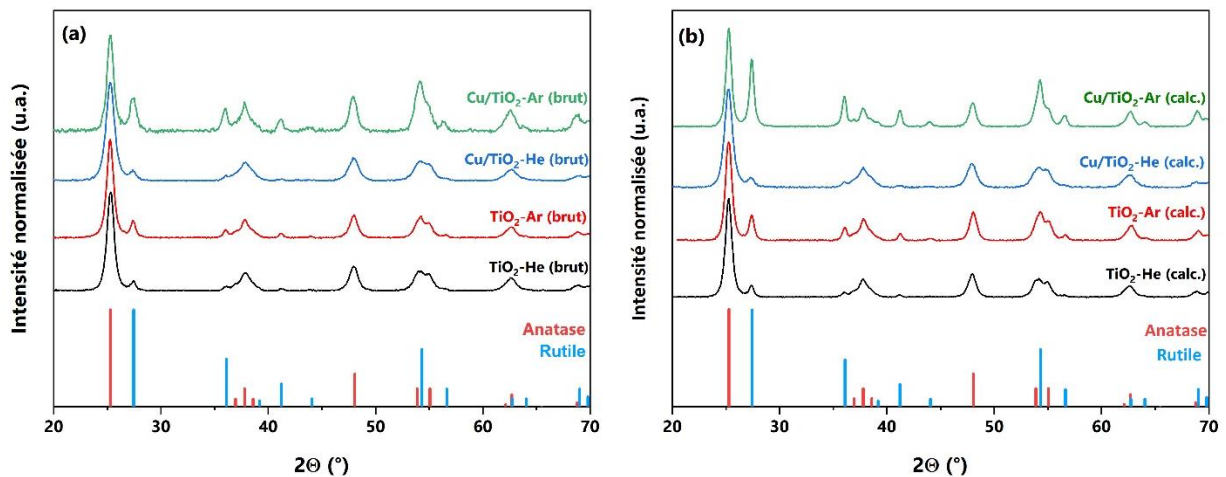 (a)
Intensité normalisée (u.a.)
Cu/TiO₂-Ar (brut)
Cu/TiO₂-He (brut)
TiO₂-Ar (brut)
TiO₂-He (brut)
Anatase
Rutile
20 30 40 50 60 70
2Θ (°)
(b)
Intensité normalisée (u.a.)
Cu/TiO₂-Ar (calc.)
Cu/TiO₂-He (calc.)
TiO₂-Ar (calc.)
TiO₂-He (calc.)
Anatase
Rutile
20 30 40 50 60 70
2Θ (°)